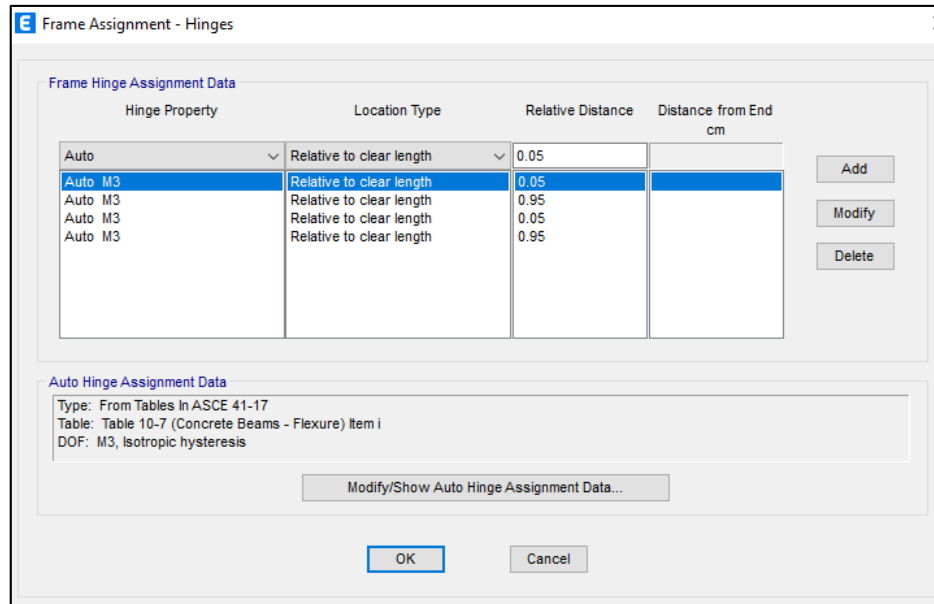 E Frame Assignment - Hinges
Frame Hinge Assignment Data
Hinge Property Location Type Relative Distance Distance from End
cm
Auto Relative to clear length 0.05
Add
Auto M3 Relative to clear length 0.05
Auto M3 Relative to clear length 0.95
Auto M3 Relative to clear length 0.05
Modify
Auto M3 Relative to clear length 0.95
Delete
Auto Hinge Assignment Data
Type: From Tables In ASCE 41-17
Table: Table 10-7 (Concrete Beams - Flexure) Item i
DOF: M3, Isotropic hysteresis
Modify/Show Auto Hinge Assignment Data...
OK Cancel